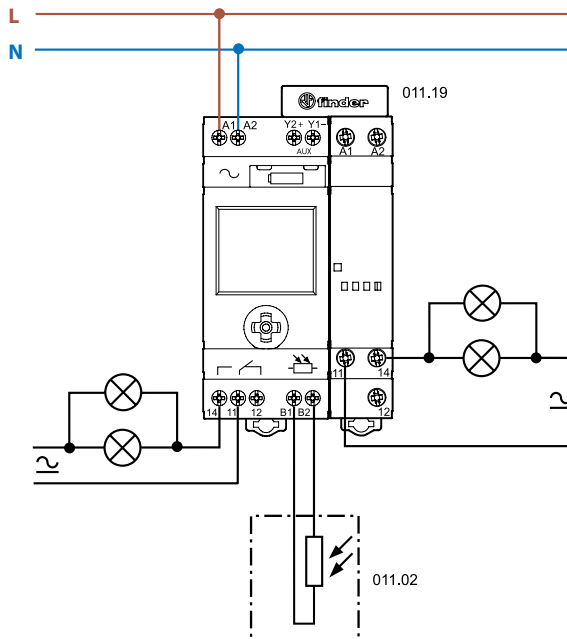 L
N
finder
011.19
A1 A2
Y2+ Y1-
AUX
A1 A2
11 14
12
14 11 12 B1 B2
011.02